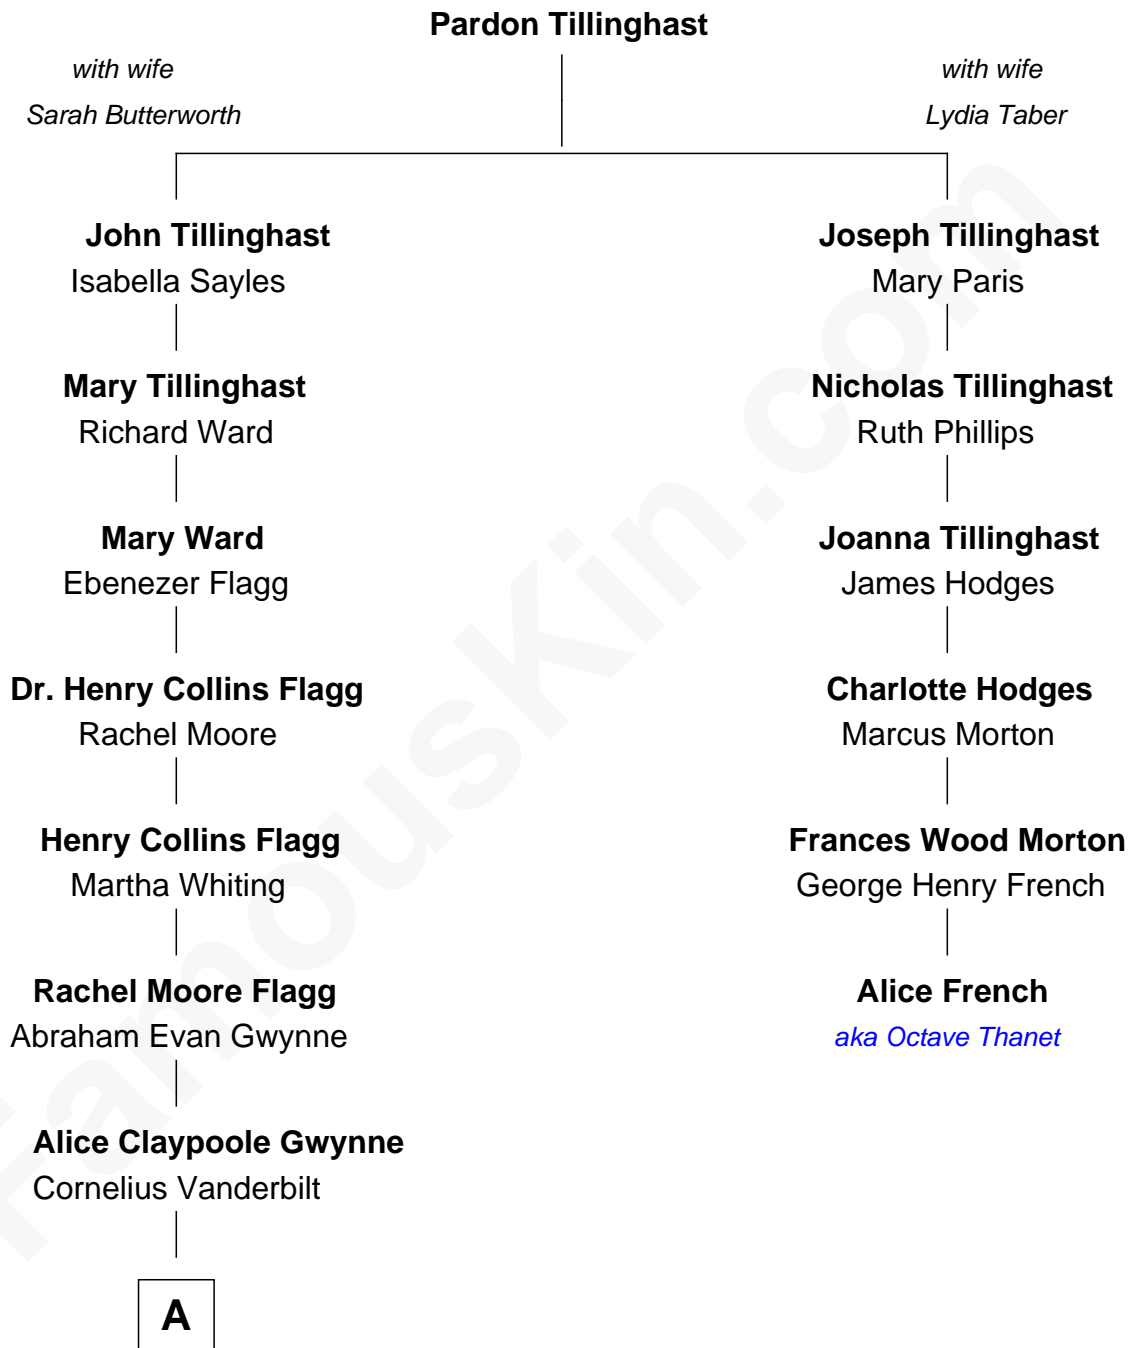 Pardon Tillinghast
with wife
Sarah Butterworth
with wife
Lydia Taber
John Tillinghast
Isabella Sayles
Joseph Tillinghast
Mary Paris
Mary Tillinghast
Richard Ward
Nicholas Tillinghast
Ruth Phillips
Mary Ward
Ebenezer Flagg
Joanna Tillinghast
James Hodges
Dr. Henry Collins Flagg
Rachel Moore
Charlotte Hodges
Marcus Morton
Henry Collins Flagg
Martha Whiting
Frances Wood Morton
George Henry French
Rachel Moore Flagg
Abraham Evan Gwynne
Alice French
aka Octave Thanet
Alice Claypoole Gwynne
Cornelius Vanderbilt
A
FamousKin.com